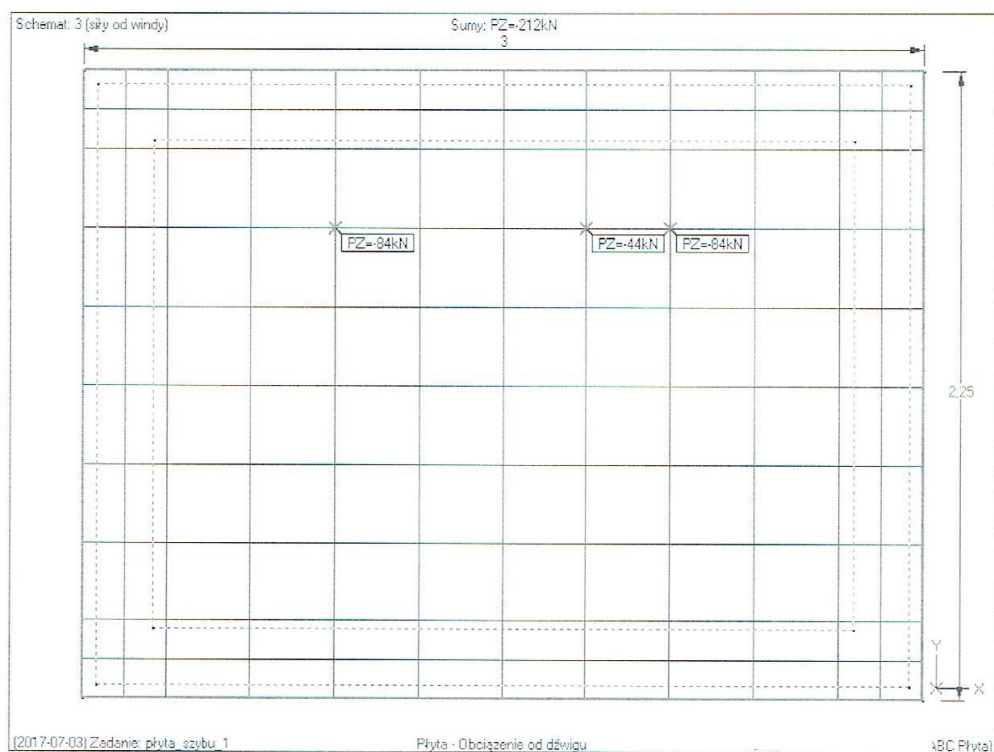 Schemat: 3 (siły od windy)
Sumy: PZ=-212kN
3
PZ=-84kN
PZ=-44kN
PZ=-84kN
2.25
Y
X
(2017-07-03) Zadanie: płyta_szybu_1
Płyta - Obciązenie od dźwigu
ABC Płyta)